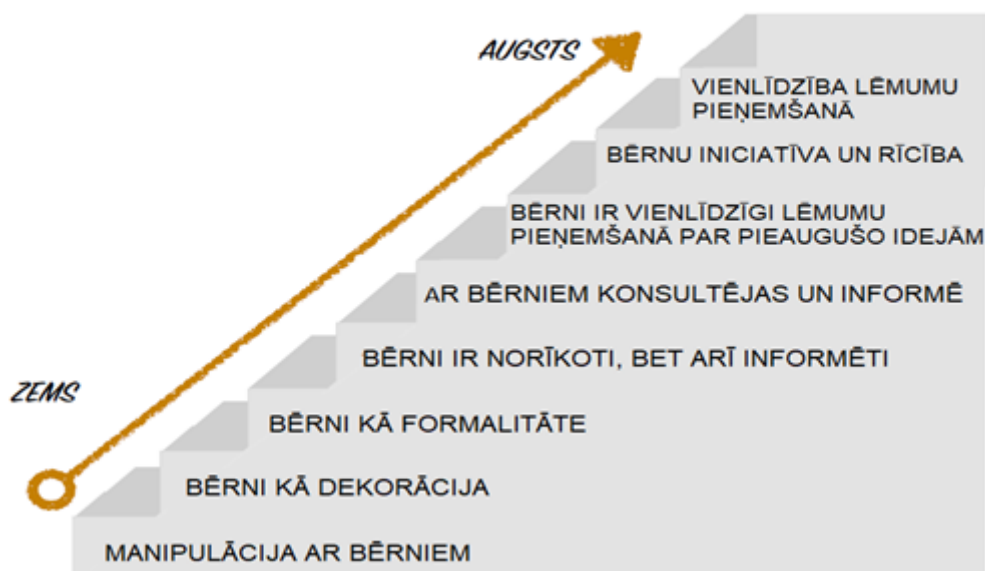 AUGSTS
VIENLĪDZĪBA LĒMUMU
PIEŅEMŠANĀ
BĒRNU INICIATĪVA UN RĪCĪBA
BĒRNI IR VIENLĪDZĪGI LĒMUMU
PIEŅEMŠANĀ PAR PIEAUGUŠO IDEJĀM
AR BĒRNIEM KONSULTĒJAS UN INFORMĒ
BĒRNI IR NORĪKOTI, BET ARĪ INFORMĒTI
ZEMS
BĒRNI KĀ FORMALITĀTE
BĒRNI KĀ DEKORĀCIJA
MANIPULĀCIJA AR BĒRNIEM